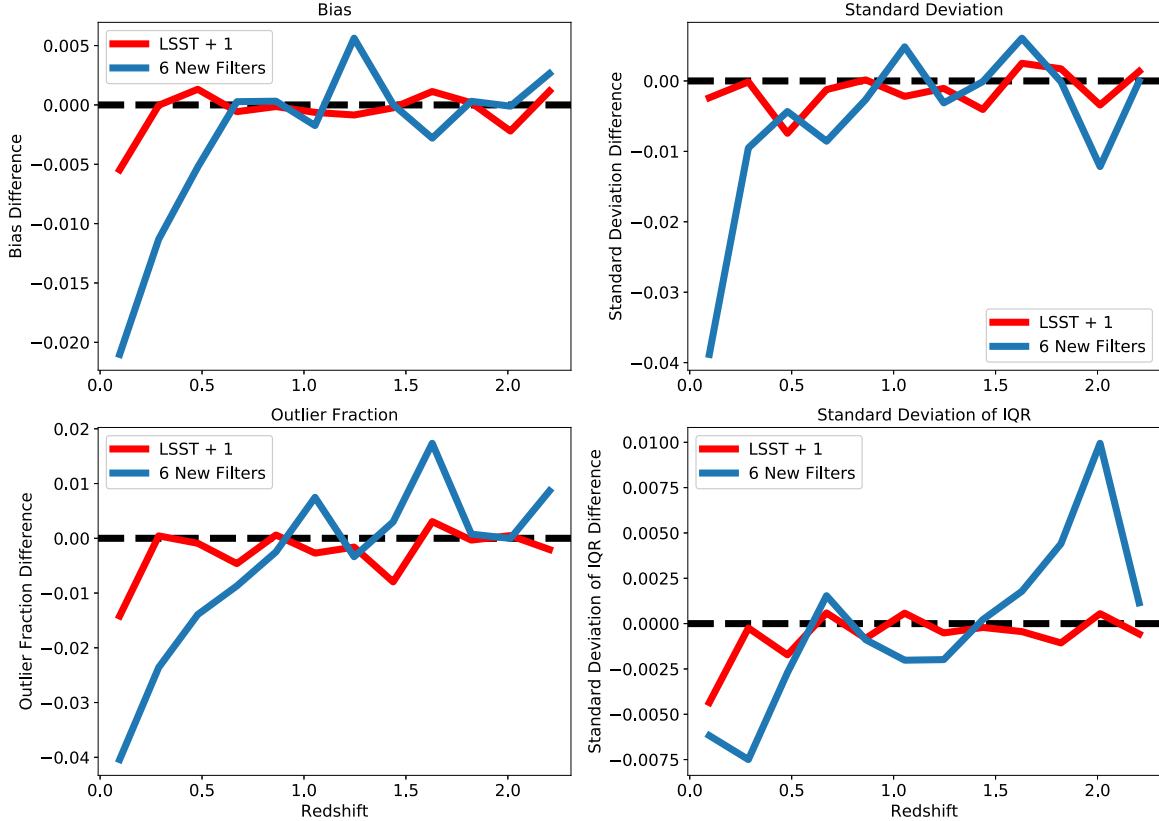 Bias
0.005
0.000
−0.005
−0.010
−0.015
−0.020
Bias Difference
LSST + 1
6 New Filters
0.0
0.5
1.0
1.5
2.0
Standard Deviation
0.00
−0.01
−0.02
−0.03
−0.04
Standard Deviation Difference
LSST + 1
6 New Filters
0.0
0.5
1.0
1.5
2.0
Outlier Fraction
0.02
0.01
0.00
−0.01
−0.02
−0.03
−0.04
Outlier Fraction Difference
LSST + 1
6 New Filters
0.0
0.5
1.0
1.5
2.0
Redshift
Standard Deviation of IQR
0.0100
0.0075
0.0050
0.0025
0.0000
−0.0025
−0.0050
−0.0075
Standard Deviation of IQR Difference
LSST + 1
6 New Filters
0.0
0.5
1.0
1.5
2.0
Redshift